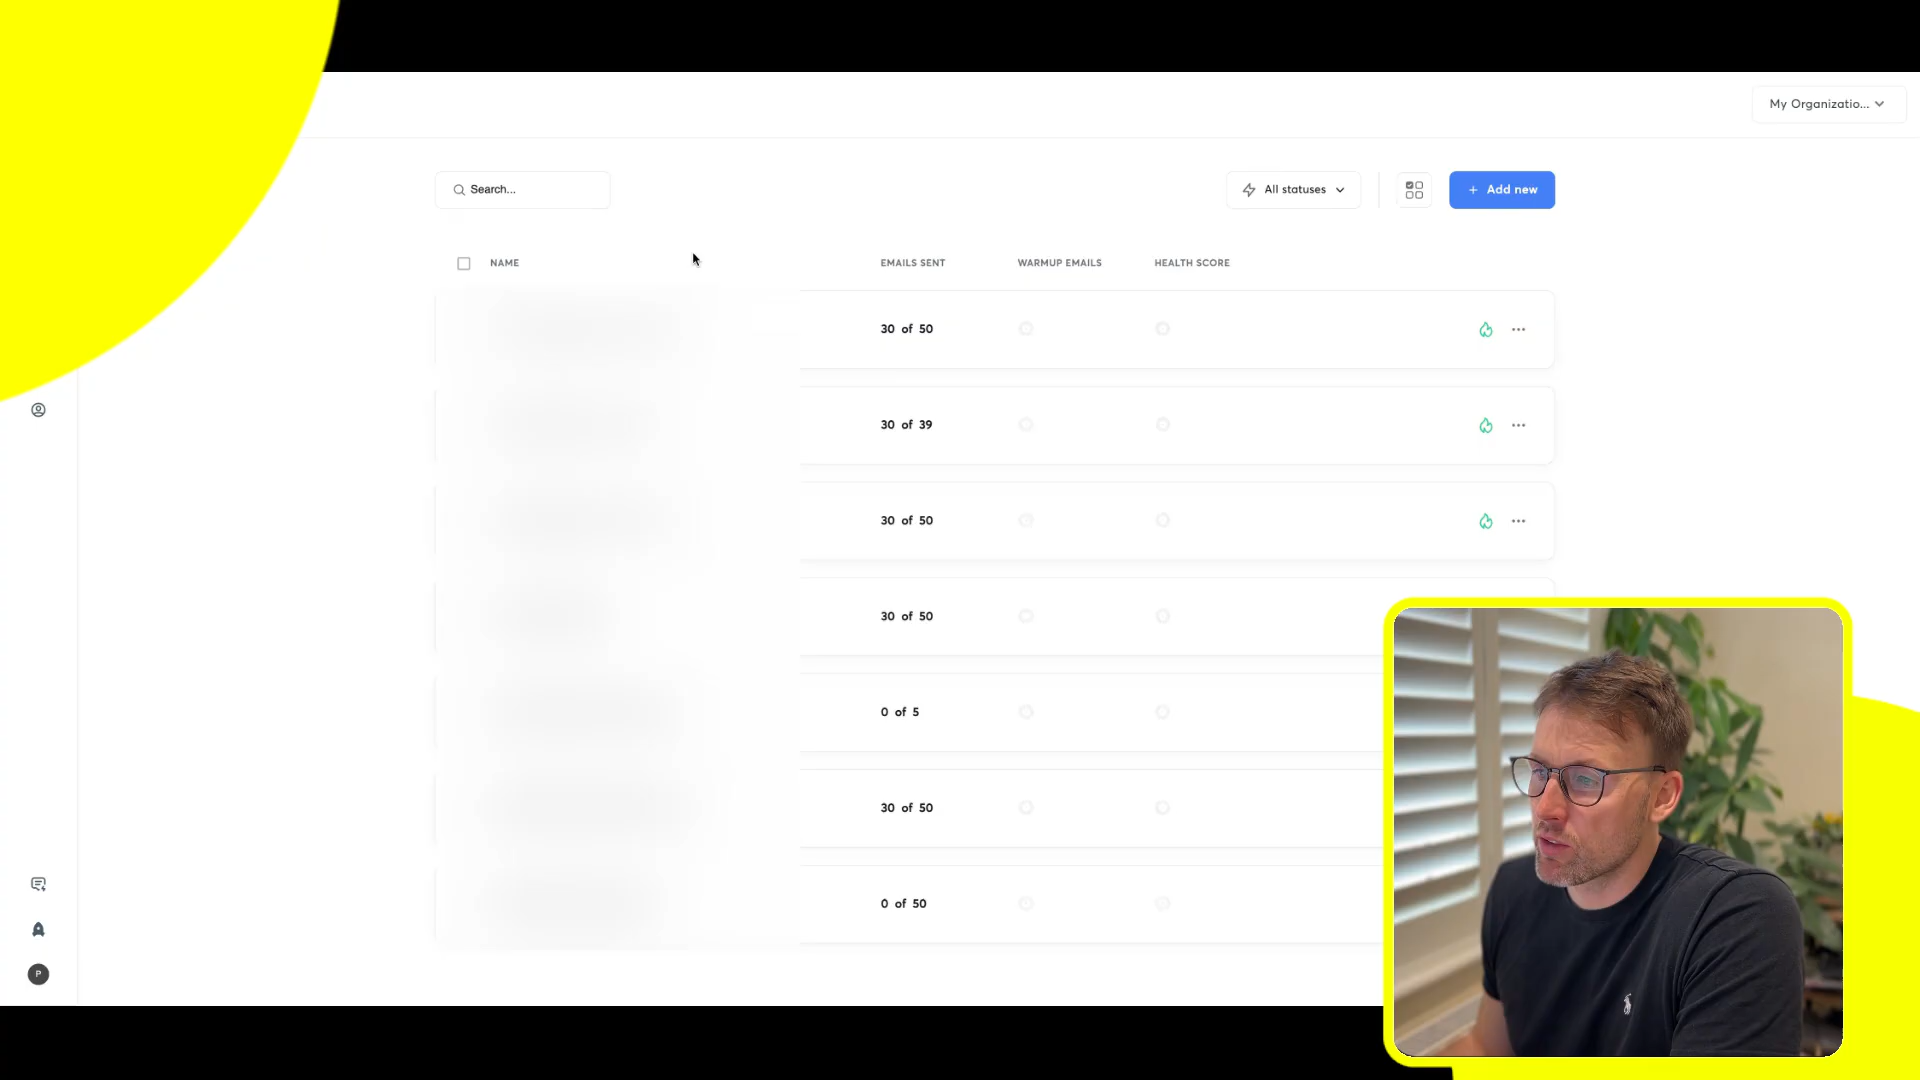 My Organizatio...
Search...
All statuses
+ Add new
NAME EMAILS SENT WARMUP EMAILS HEALTH SCORE
30 of 50
30 of 39
30 of 50
30 of 50
0 of 5
30 of 50
0 of 50
P